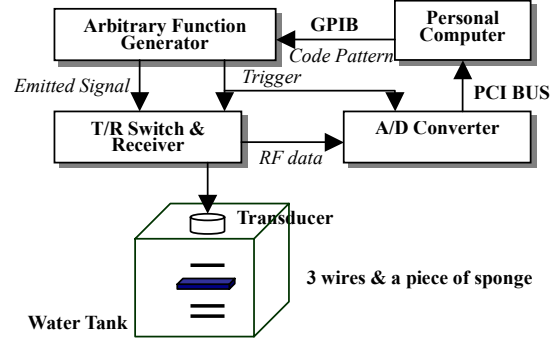 Arbitrary Function
Generator
GPIB
Code Pattern
Personal
Computer
Emitted Signal
Trigger
PCI BUS
T/R Switch &
Receiver
RF data
A/D Converter
Transducer
3 wires & a piece of sponge
Water Tank